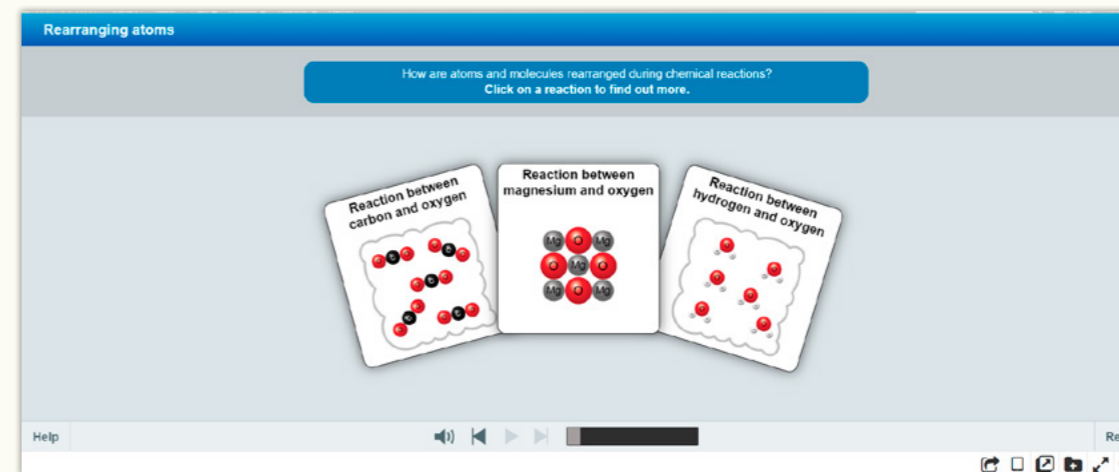 Rearranging atoms
How are atoms and molecules rearranged during chemical reactions?
Click on a reaction to find out more.
Reaction between
carbon and oxygen
Reaction between
magnesium and oxygen
Reaction between
hydrogen and oxygen
Mg O Mg
O Mg O
Mg O Mg
Help
Re